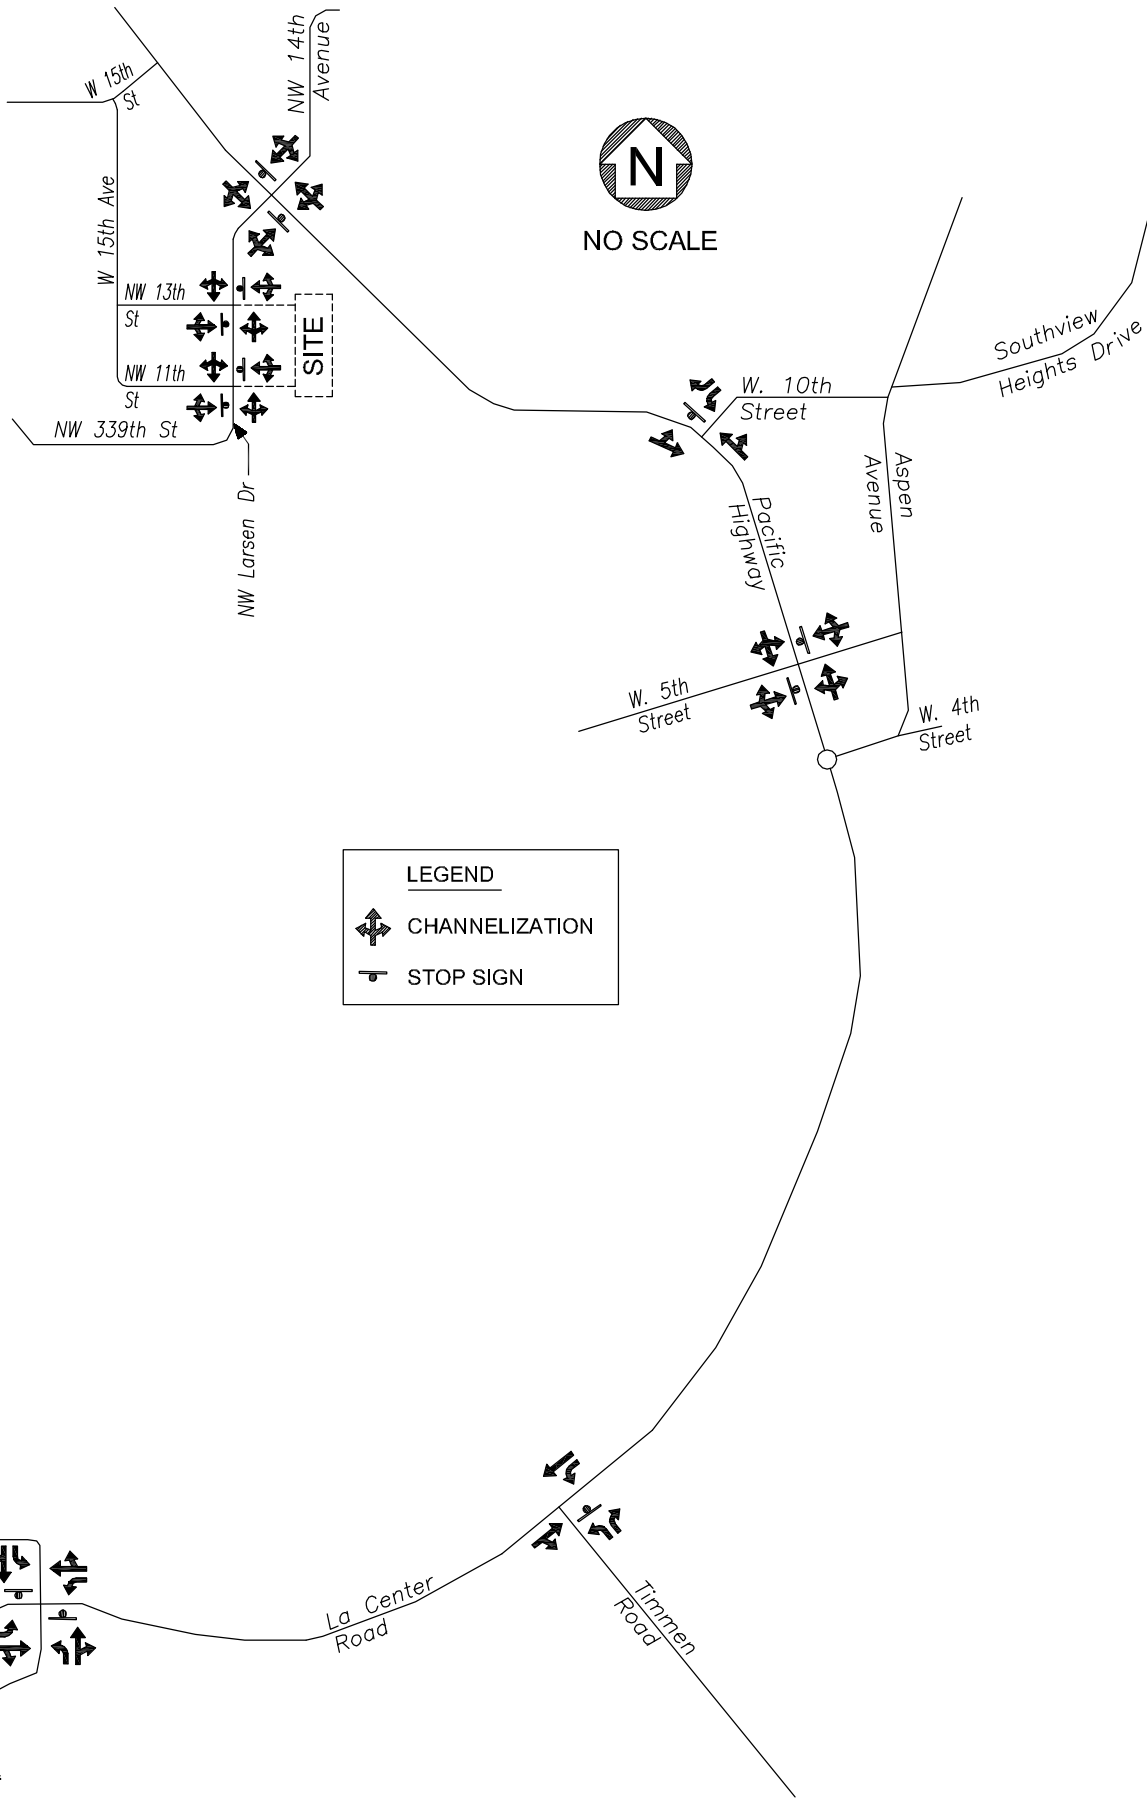 W 15th
St
NW 14th
Avenue
W 15th Ave
N
NO SCALE
NW 13th
St
NW 11th
St
SITE
NW 339th St
NW Larsen Dr
Southview
Heights Drive
W. 10th
Street
Aspen
Avenue
Pacific
Highway
W. 5th
Street
W. 4th
Street
LEGEND
CHANNELIZATION
STOP SIGN
La Center
Road
Timmen
Road